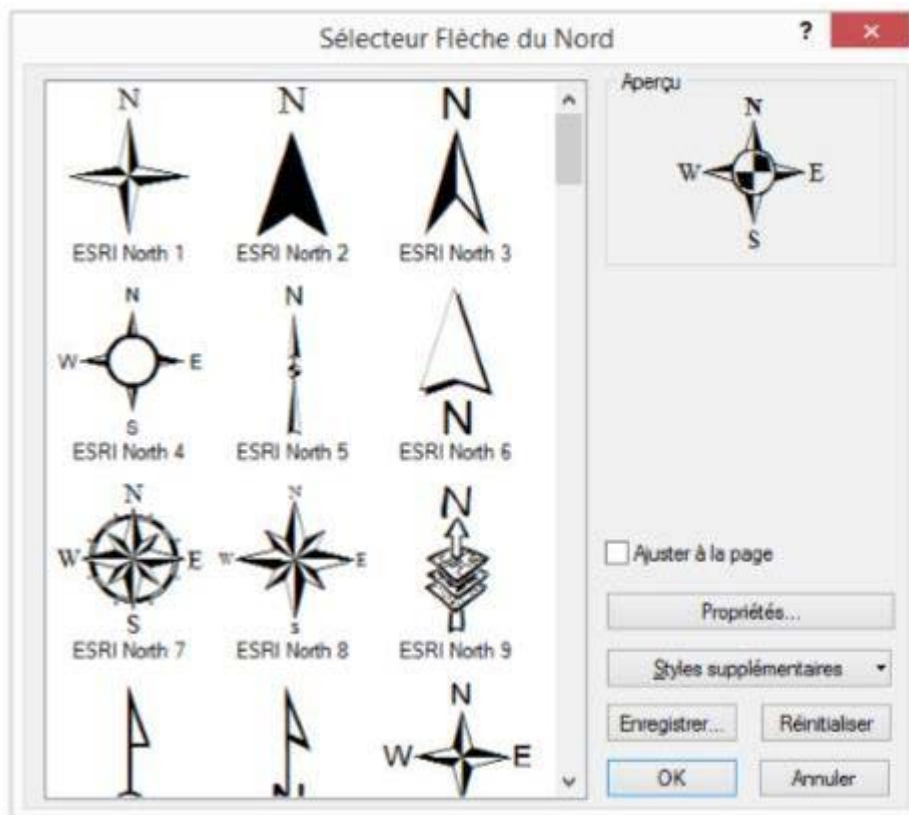 Sélecteur Flèche du Nord
?
×
N
N
N
ESRI North 1
ESRI North 2
ESRI North 3
N
W
E
S
ESRI North 4
N
ESRI North 5
N
ESRI North 6
N
W
E
S
ESRI North 7
N
W
E
S
ESRI North 8
N
ESRI North 9
N
N
W
E
Aperçu
N
W
E
S
Ajuster à la page
Propriétés...
Styles supplémentaires
Enregistrer...
Réinitialiser
OK
Annuler